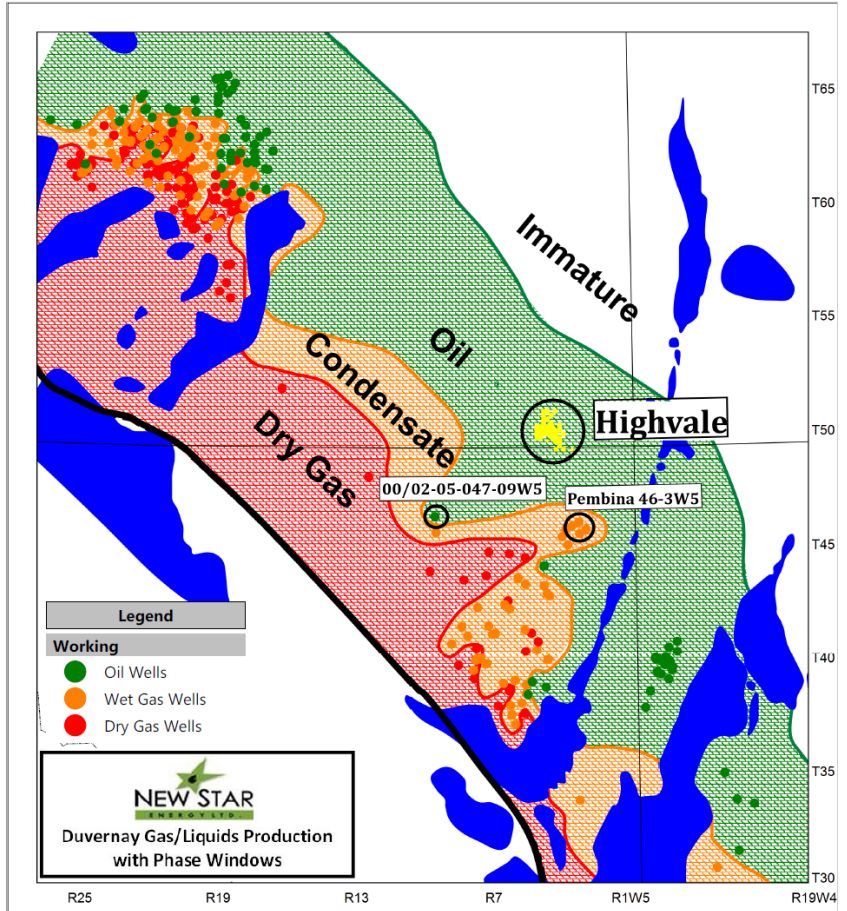 T65
T60
Immature
T55
Oil
Condensate
Highvale
T50
Dry Gas
00/02-05-047-09W5
Pembina 46-3W5
T45
Legend
Working
Oil Wells
Wet Gas Wells
Dry Gas Wells
T40
T35
NEW STAR
ENERGY LTD.
Duvernay Gas/Liquids Production
with Phase Windows
T30
R25 R19 R13 R7 R1W5 R19W4